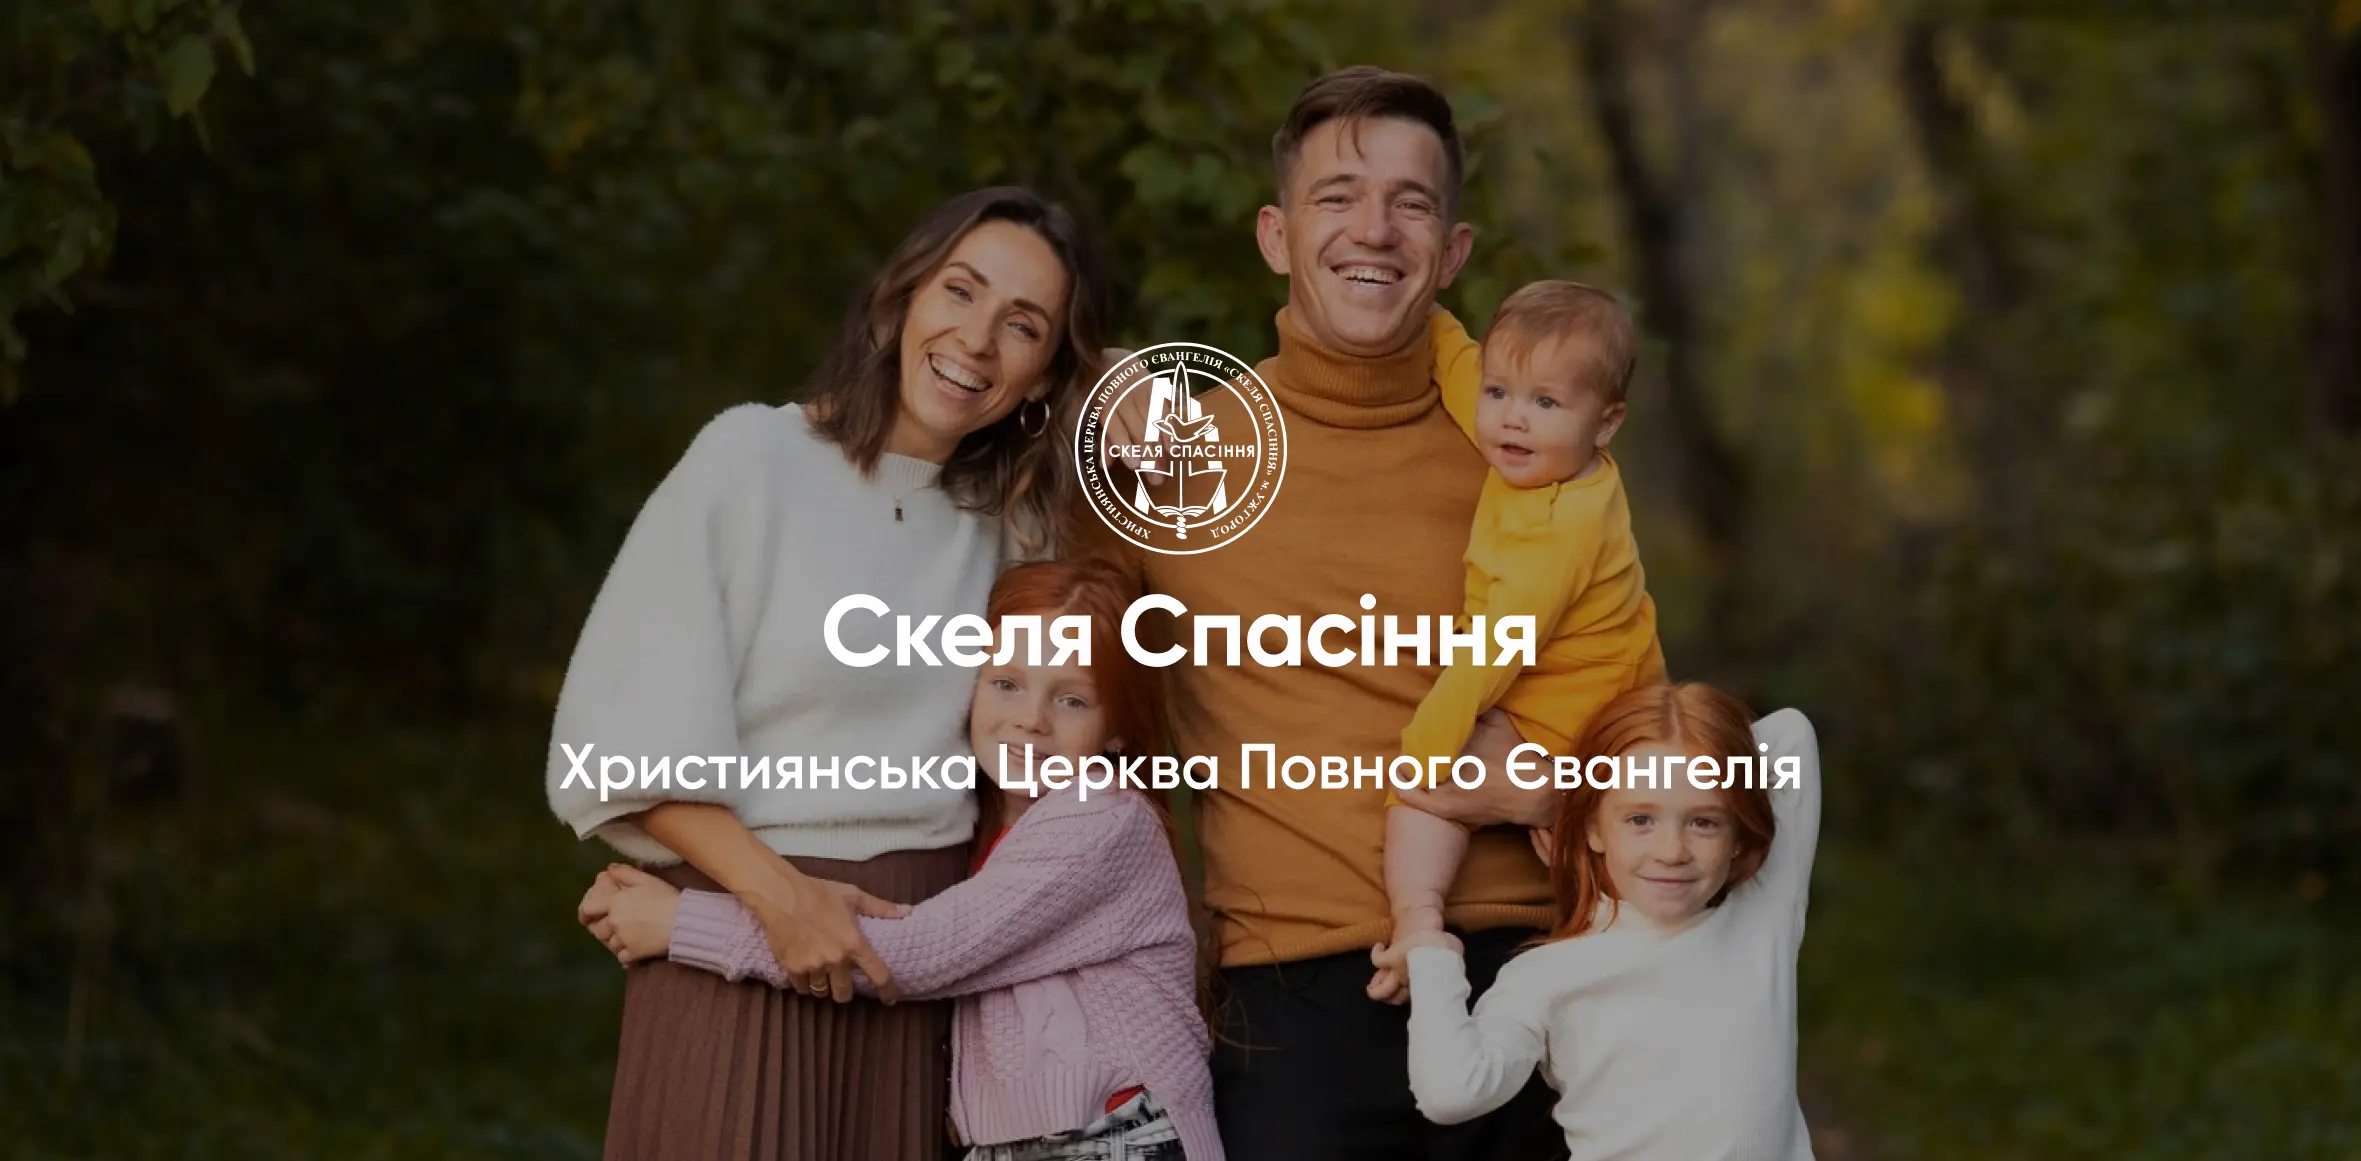 ХРИСТИЯНСЬКА ЦЕРКВА ПОВНОГО ЄВАНГЕЛІЯ «СКЕЛЯ СПАСІННЯ» м. УЖГОРОД
СКЕЛЯ СПАСІННЯ
Скеля Спасіння
Християнська Церква Повного Євангелія